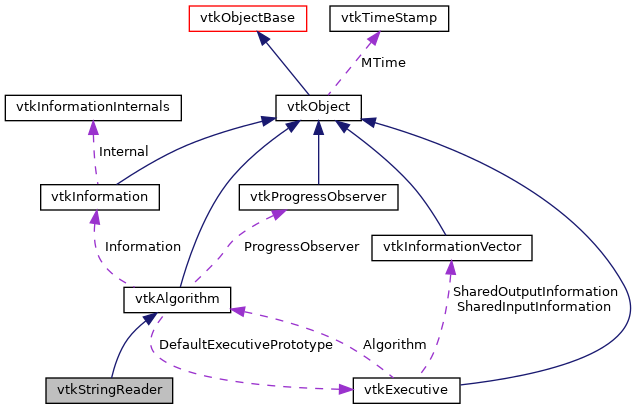 vtkObjectBase
vtkTimeStamp
MTime
vtkInformationInternals
vtkObject
Internal
vtkInformation
vtkProgressObserver
Information
ProgressObserver
vtkInformationVector
vtkAlgorithm
SharedOutputInformation
SharedInputInformation
DefaultExecutivePrototype
Algorithm
vtkStringReader
vtkExecutive